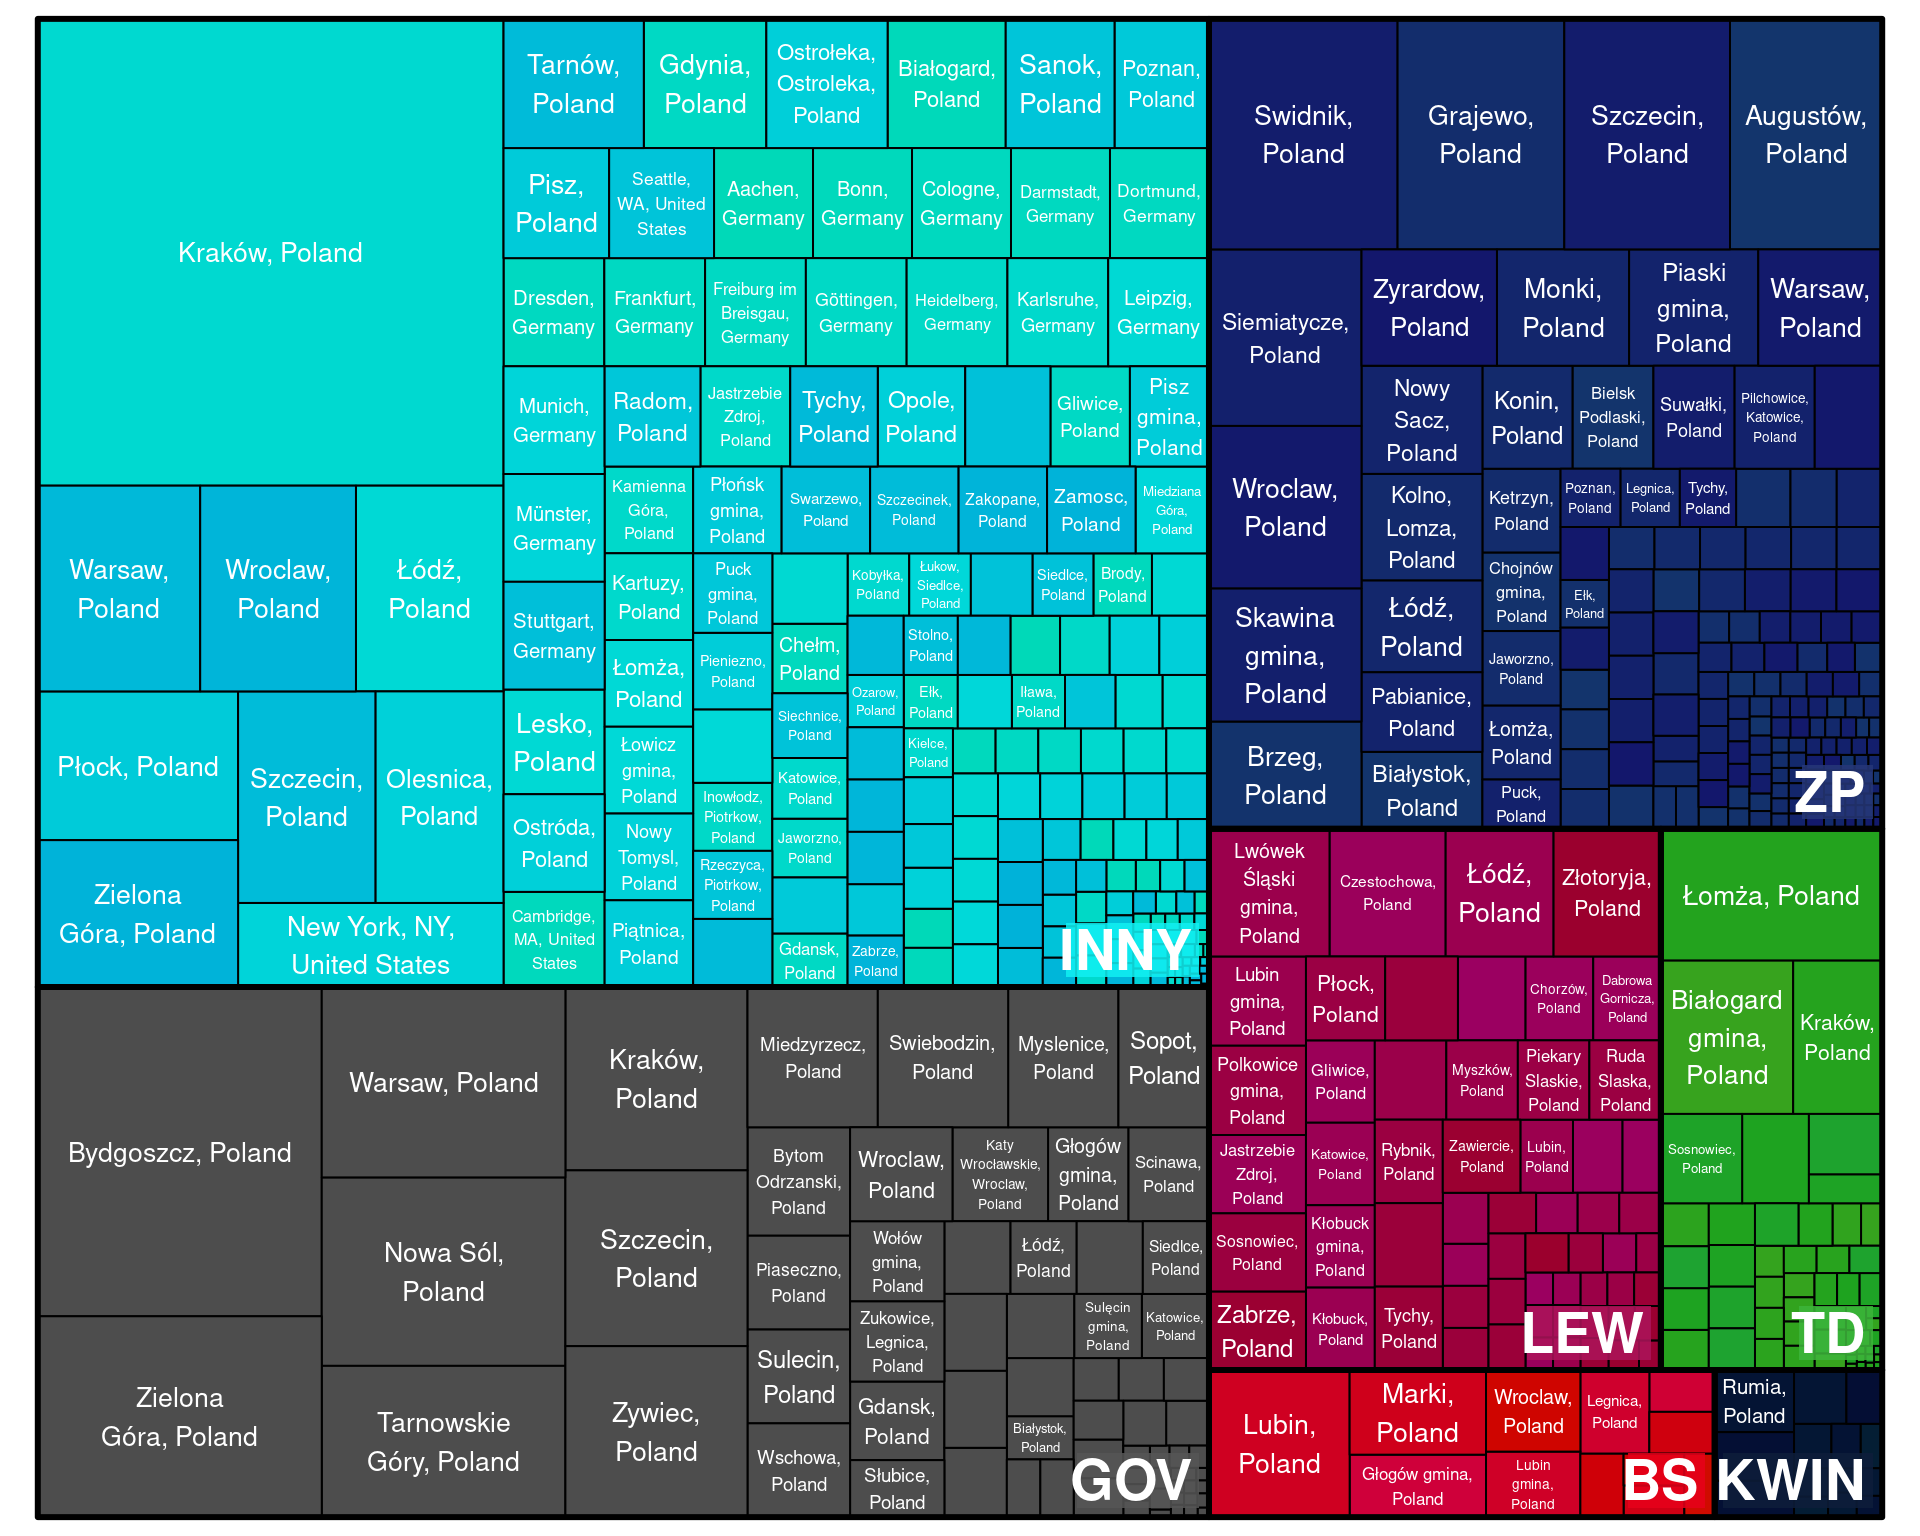 Kraków, Poland
Warsaw,
Poland
Wroclaw,
Poland
Łódź,
Poland
Płock, Poland
Szczecin,
Poland
Olesnica,
Poland
Zielona
Góra, Poland
New York, NY,
United States
Tarnów,
Poland
Gdynia,
Poland
Ostrołeka,
Ostroleka,
Poland
Białogard,
Poland
Sanok,
Poland
Poznan,
Poland
Pisz,
Poland
Seattle,
WA, United
States
Aachen,
Germany
Bonn,
Germany
Cologne,
Germany
Darmstadt,
Germany
Dortmund,
Germany
Dresden,
Germany
Frankfurt,
Germany
Freiburg im
Breisgau,
Germany
Göttingen,
Germany
Heidelberg,
Germany
Karlsruhe,
Germany
Leipzig,
Germany
Munich,
Germany
Münster,
Germany
Stuttgart,
Germany
Lesko,
Poland
Ostróda,
Poland
Cambridge,
MA, United
States
Radom,
Poland
Jastrzebie
Zdroj,
Poland
Tychy,
Poland
Opole,
Poland
Gliwice,
Poland
Pisz
gmina,
Poland
Kamienna
Góra,
Poland
Płońsk
gmina,
Poland
Swarzewo,
Poland
Szczecinek,
Poland
Zakopane,
Poland
Zamosc,
Poland
Miedziana
Góra,
Poland
Kartuzy,
Poland
Łomża,
Poland
Łowicz
gmina,
Poland
Nowy
Tomysl,
Poland
Piątnica,
Poland
Puck
gmina,
Poland
Pieniezno,
Poland
Inowłodz,
Piotrkow,
Poland
Rzeczyca,
Piotrkow,
Poland
Chełm,
Poland
Siechnice,
Poland
Katowice,
Poland
Jaworzno,
Poland
Gdansk,
Poland
Kobyłka,
Poland
Łukow,
Siedlce,
Poland
Siedlce,
Poland
Brody,
Poland
Stolno,
Poland
Ozarow,
Poland
Ełk,
Poland
Iława,
Poland
Kielce,
Poland
Zabrze,
Poland
INNY
Swidnik,
Poland
Grajewo,
Poland
Szczecin,
Poland
Augustów,
Poland
Siemiatycze,
Poland
Wroclaw,
Poland
Skawina
gmina,
Poland
Brzeg,
Poland
Zyrardow,
Poland
Monki,
Poland
Piaski
gmina,
Poland
Warsaw,
Poland
Nowy
Sacz,
Poland
Kolno,
Lomza,
Poland
Łódź,
Poland
Pabianice,
Poland
Białystok,
Poland
Konin,
Poland
Bielsk
Podlaski,
Poland
Suwałki,
Poland
Pilchowice,
Katowice,
Poland
Ketrzyn,
Poland
Chojnów
gmina,
Poland
Jaworzno,
Poland
Łomża,
Poland
Puck,
Poland
Poznan,
Poland
Legnica,
Poland
Tychy,
Poland
Ełk,
Poland
ZP
Bydgoszcz, Poland
Zielona
Góra, Poland
Warsaw, Poland
Nowa Sól,
Poland
Tarnowskie
Góry, Poland
Kraków,
Poland
Szczecin,
Poland
Zywiec,
Poland
Miedzyrzecz,
Poland
Swiebodzin,
Poland
Myslenice,
Poland
Sopot,
Poland
Bytom
Odrzanski,
Poland
Piaseczno,
Poland
Sulecin,
Poland
Wschowa,
Poland
Wroclaw,
Poland
Katy
Wrocławskie,
Wroclaw,
Poland
Głogów
gmina,
Poland
Scinawa,
Poland
Wołów
gmina,
Poland
Zukowice,
Legnica,
Poland
Gdansk,
Poland
Słubice,
Poland
Łódź,
Poland
Siedlce,
Poland
Sulęcin
gmina,
Poland
Katowice,
Poland
Białystok,
Poland
GOV
Lwówek
Śląski
gmina,
Poland
Czestochowa,
Poland
Łódź,
Poland
Złotoryja,
Poland
Lubin
gmina,
Poland
Polkowice
gmina,
Poland
Jastrzebie
Zdroj,
Poland
Sosnowiec,
Poland
Zabrze,
Poland
Płock,
Poland
Chorzów,
Poland
Dabrowa
Gornicza,
Poland
Gliwice,
Poland
Katowice,
Poland
Kłobuck
gmina,
Poland
Kłobuck,
Poland
Myszków,
Poland
Piekary
Slaskie,
Poland
Ruda
Slaska,
Poland
Rybnik,
Poland
Zawiercie,
Poland
Lubin,
Poland
Tychy,
Poland
LEW
Łomża, Poland
Białogard
gmina,
Poland
Kraków,
Poland
Sosnowiec,
Poland
TD
Lubin,
Poland
Marki,
Poland
Głogów gmina,
Poland
Wroclaw,
Poland
Lubin
gmina,
Poland
Legnica,
Poland
BS
Rumia,
Poland
KWIN